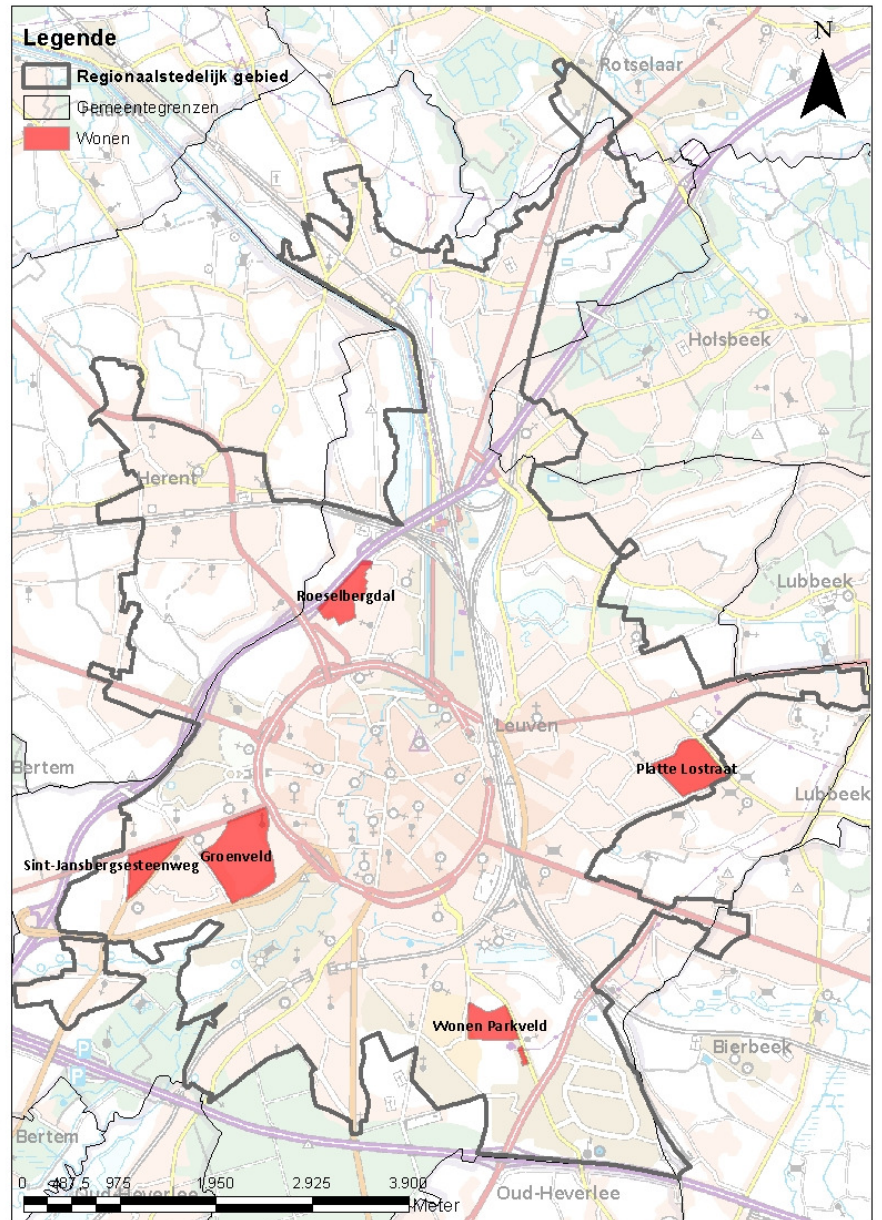 Legende
Regionaalstedelijk gebied
Gemeentegrenzen
Wonen
N
Rotselaar
Holsbeek
Herent
Lubbeek
Roeselbergdal
Leuven
Bertem
Platte Lostraat
Lubbeek
Sint-Jansbergsesteenweg
Groenveld
Wonen Parkveld
Bierbeek
P
P
Bertem
Oud-Heverlee
Oud-Heverlee
0 487,5 975 1.950 2.925 3.900
Meter